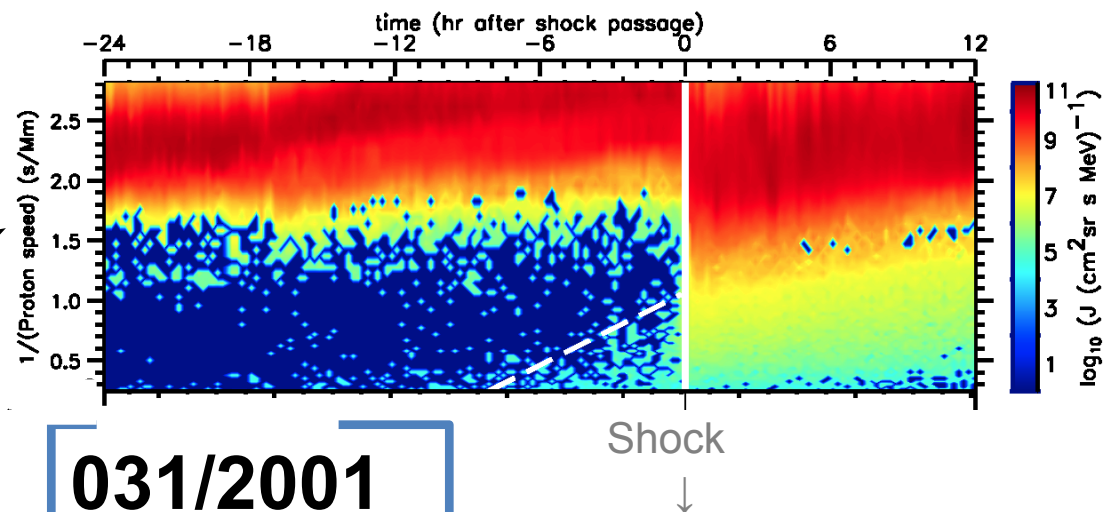 time (hr after shock passage)
-24 -18 -12 -6 0 6 12
1/(Proton speed) (s/Mm)
2.5
2.0
1.5
1.0
0.5
11
9
7
5
3
1
log₁₀ (J (cm²sr s MeV)⁻¹)
Shock
↓
031/2001